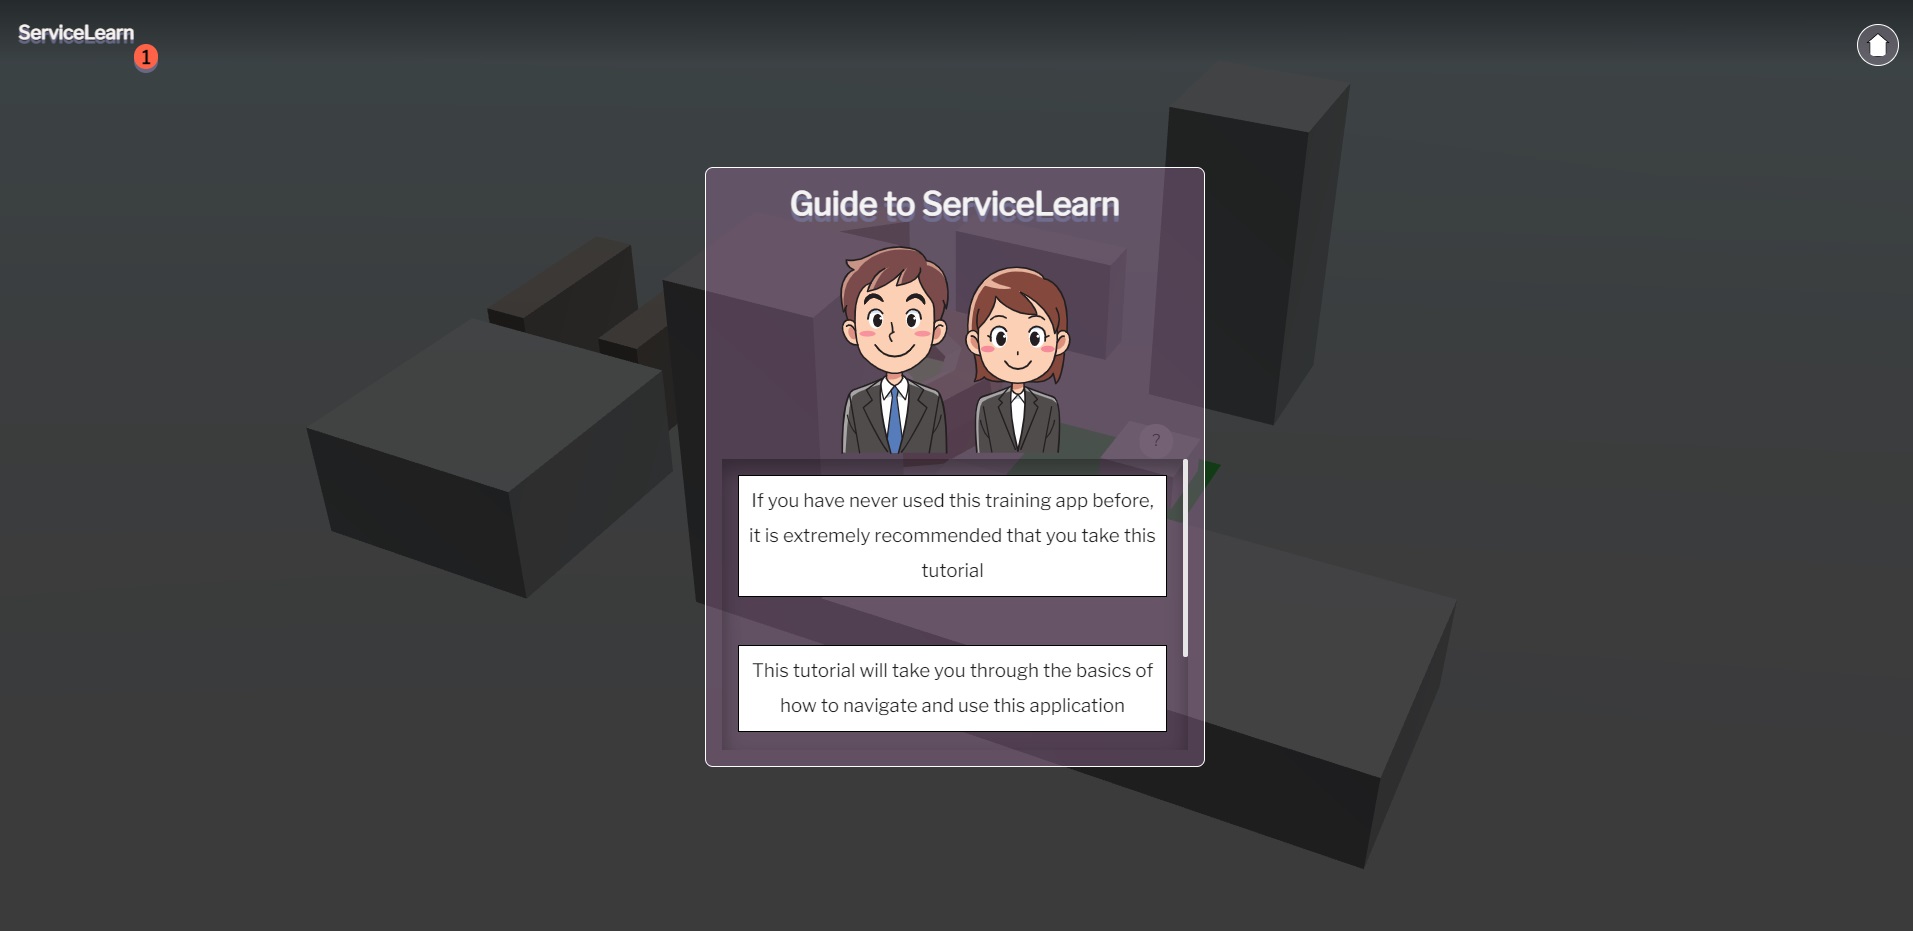 ServiceLearn
1
Guide to ServiceLearn
?
If you have never used this training app before,
it is extremely recommended that you take this
tutorial
This tutorial will take you through the basics of
how to navigate and use this application